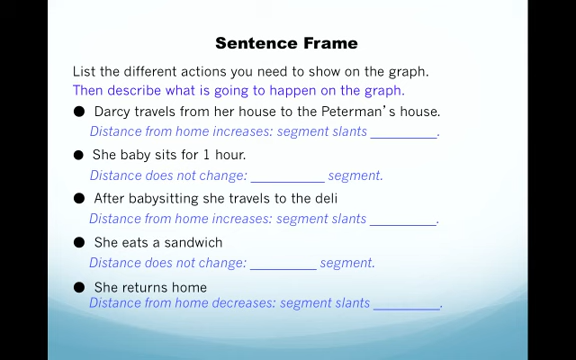 Sentence Frame
List the different actions you need to show on the graph.
Then describe what is going to happen on the graph.
● Darcy travels from her house to the Peterman's house.
Distance from home increases: segment slants __________.
● She baby sits for 1 hour.
Distance does not change: ___________ segment.
● After babysitting she travels to the deli
Distance from home increases: segment slants __________.
● She eats a sandwich
Distance does not change: __________ segment.
● She returns home
Distance from home decreases: segment slants __________.